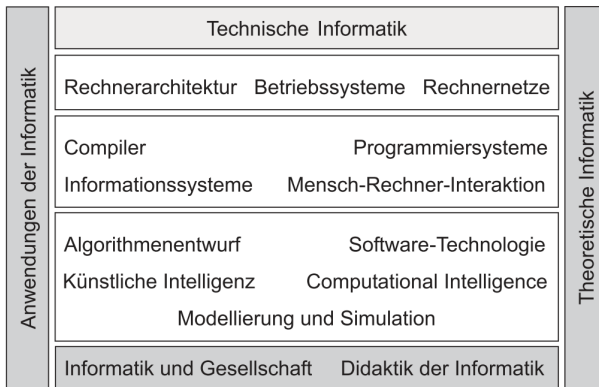 Anwendungen der Informatik
Technische Informatik
Rechnerarchitektur Betriebssysteme Rechnernetze
Compiler Programmiersysteme
Informationssysteme Mensch-Rechner-Interaktion
Algorithmenentwurf Software-Technologie
Künstliche Intelligenz Computational Intelligence
Modellierung und Simulation
Informatik und Gesellschaft Didaktik der Informatik
Theoretische Informatik